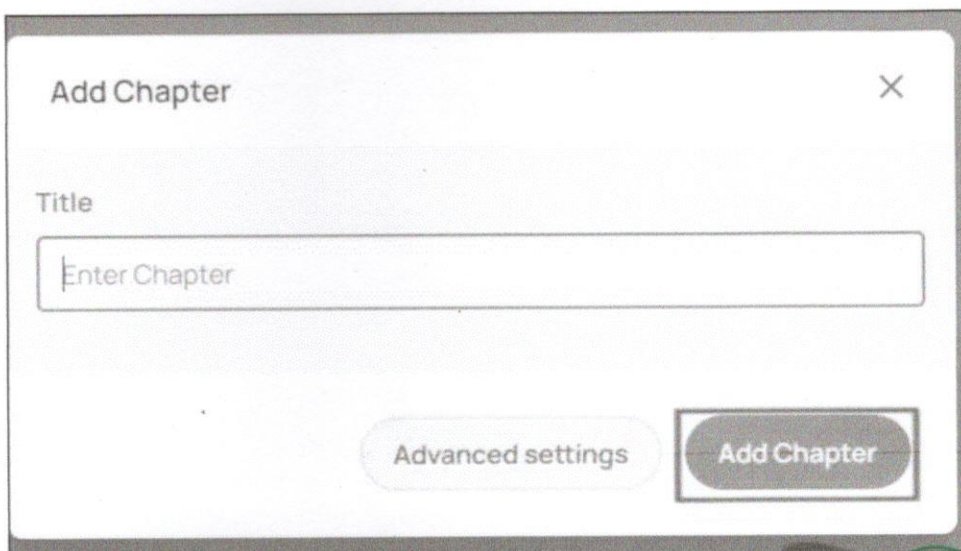 Add Chapter
Title
Enter Chapter
Advanced settings
Add Chapter